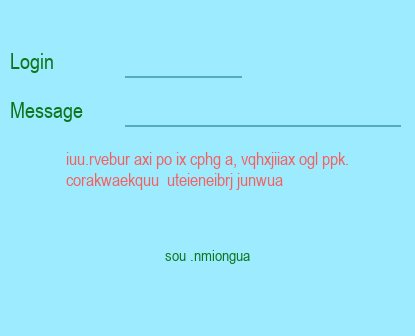 Login
Message
iuu.rvebur axi po ix cphg a, vqhxjiiax ogl ppk.
corakwaekquu  uteieneibrj junwua
sou .nmiongua